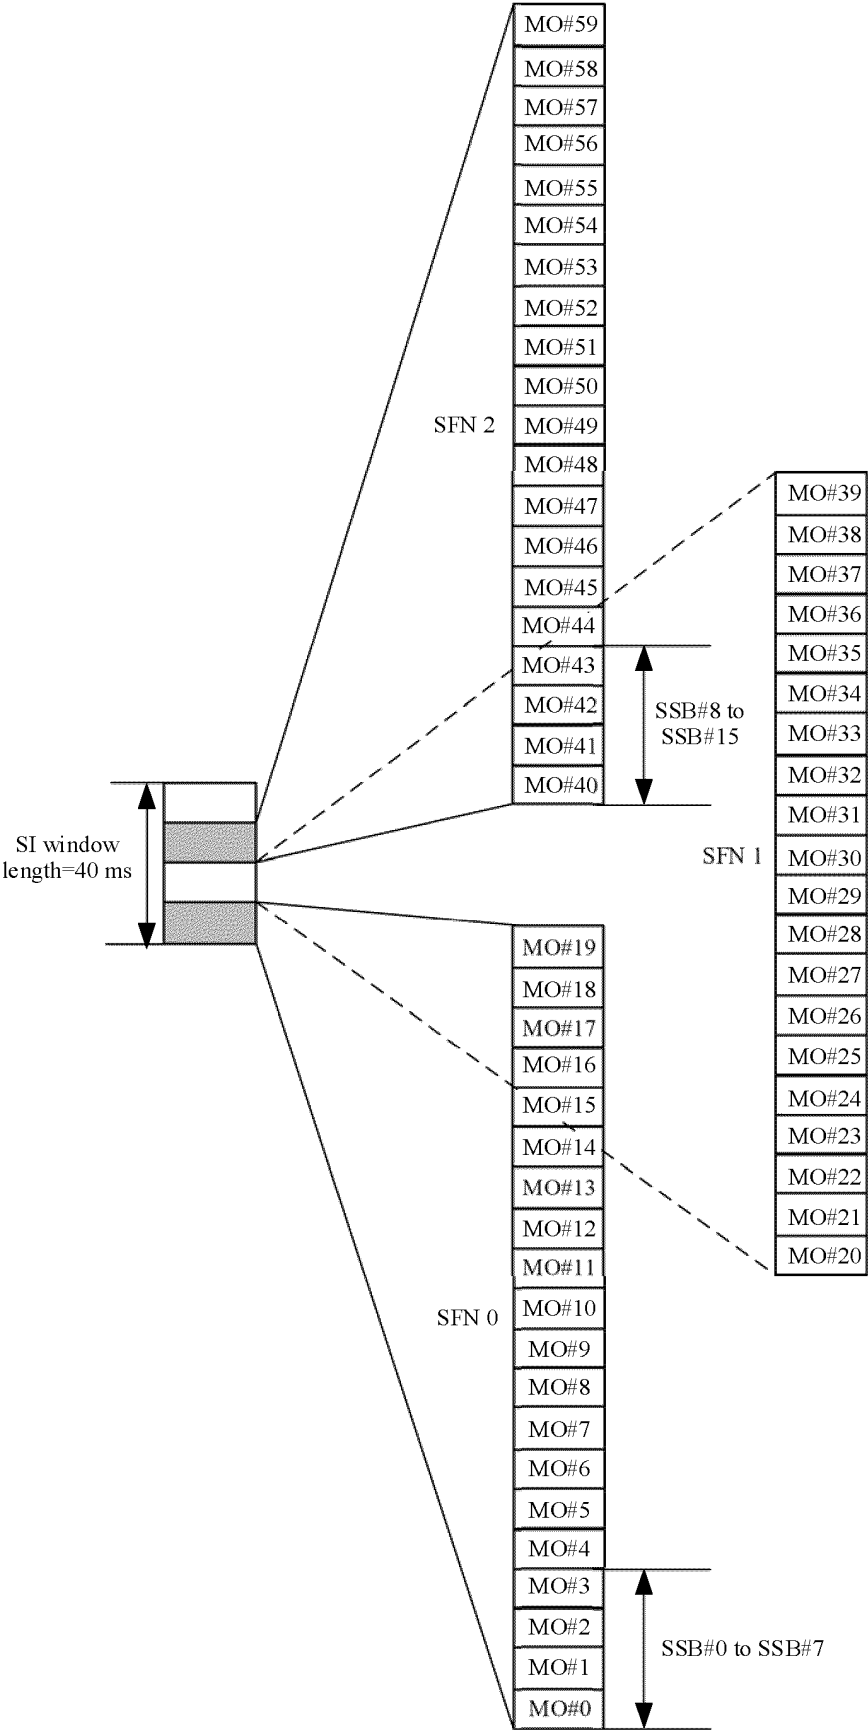 MO#59
MO#58
MO#57
MO#56
MO#55
MO#54
MO#53
MO#52
MO#51
MO#50
SFN 2
MO#49
MO#48
MO#47
MO#46
MO#45
MO#44
MO#43
MO#42
MO#41
MO#40
SSB#8 to
SSB#15
MO#39
MO#38
MO#37
MO#36
MO#35
MO#34
MO#33
MO#32
MO#31
SFN 1
MO#30
MO#29
MO#28
MO#27
MO#26
MO#25
MO#24
MO#23
MO#22
MO#21
MO#20
SI window
length=40 ms
MO#19
MO#18
MO#17
MO#16
MO#15
MO#14
MO#13
MO#12
MO#11
SFN 0
MO#10
MO#9
MO#8
MO#7
MO#6
MO#5
MO#4
MO#3
MO#2
MO#1
MO#0
SSB#0 to SSB#7